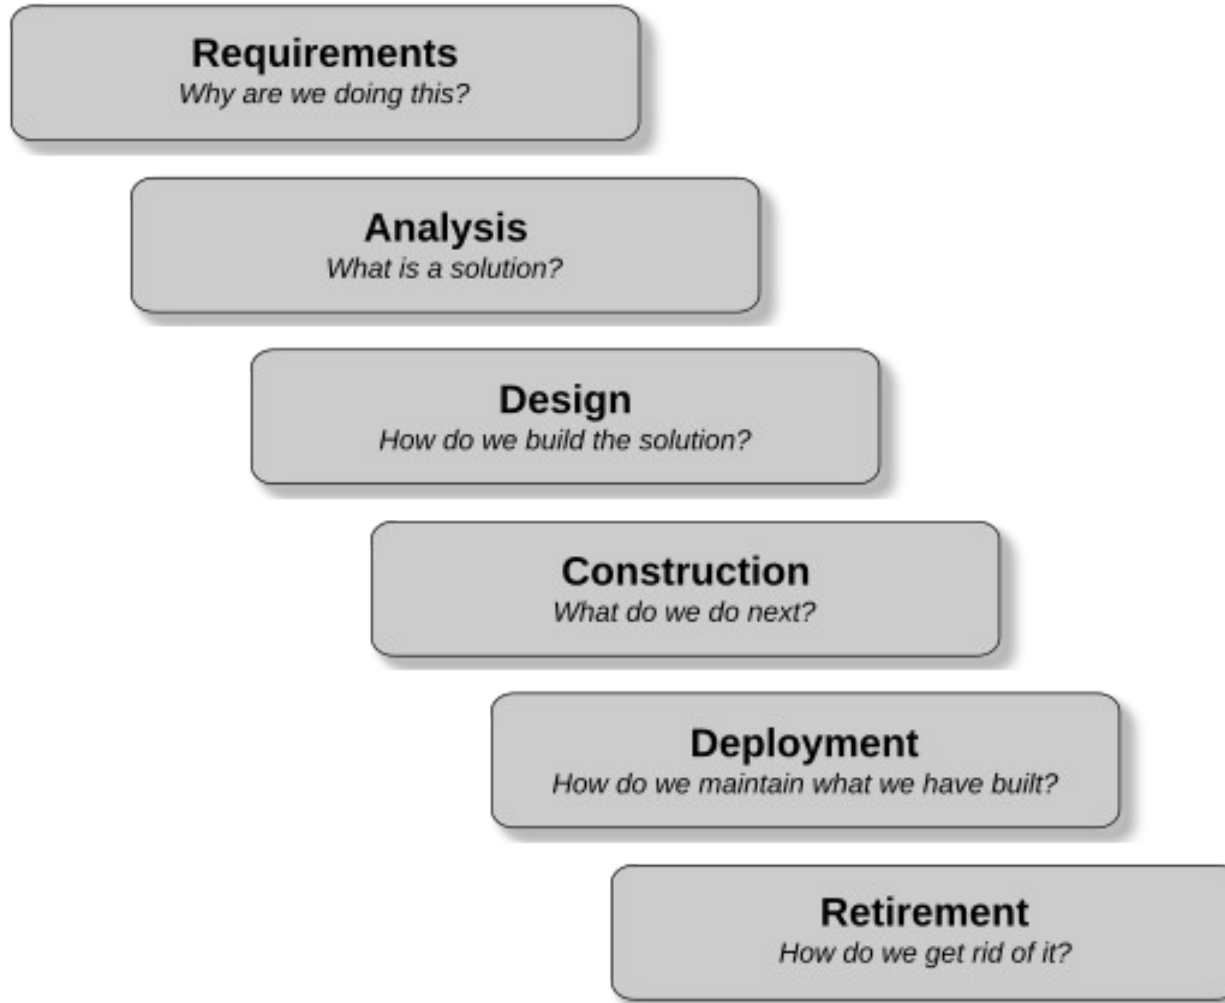 Requirements
Why are we doing this?
Analysis
What is a solution?
Design
How do we build the solution?
Construction
What do we do next?
Deployment
How do we maintain what we have built?
Retirement
How do we get rid of it?